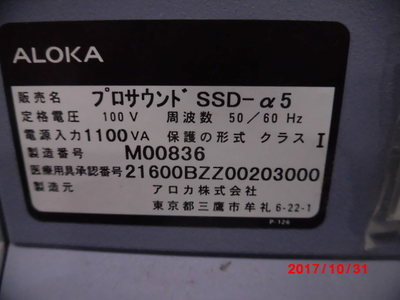 ALOKA
販売名 プロサウンド SSD-α5
定格電圧 100 V 周波数 50/60 Hz
電源入力 1100VA 保護の形式 クラス I
製造番号 M00836
医療用具承認番号 21600BZZ00203000
製造元 アロカ株式会社
東京都三鷹市牟礼 6-22-1
P-126
2017/10/31